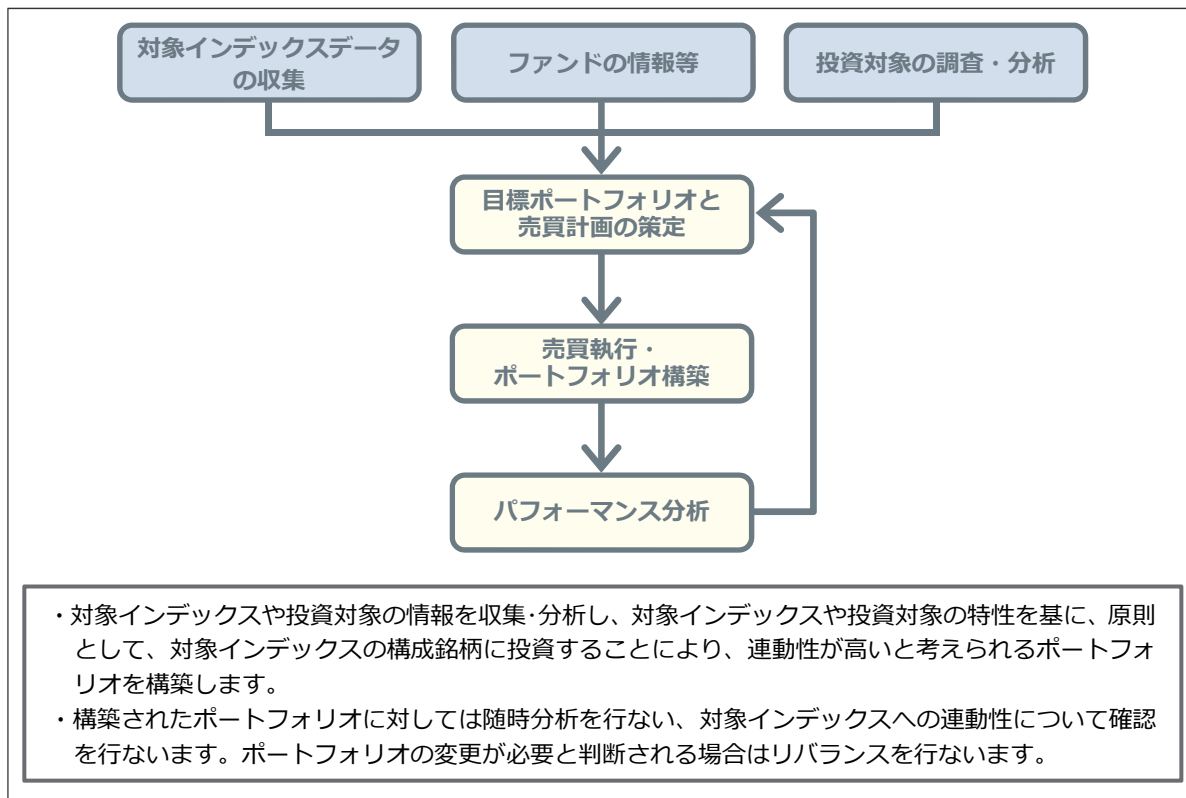 対象インデックスデータ
の収集
ファンドの情報等
投資対象の調査・分析
目標ポートフォリオと
売買計画の策定
売買執行・
ポートフォリオ構築
パフォーマンス分析
・対象インデックスや投資対象の情報を収集・分析し、対象インデックスや投資対象の特性を基に、原則
として、対象インデックスの構成銘柄に投資することにより、連動性が高いと考えられるポートフォ
リオを構築します。
・構築されたポートフォリオに対しては随時分析を行ない、対象インデックスへの連動性について確認
を行ないます。ポートフォリオの変更が必要と判断される場合はリバランスを行ないます。